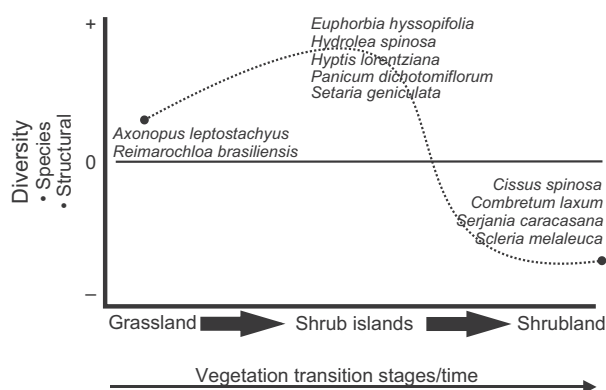 +
Euphorbia hyssopifolia
Hydrolea spinosa
Hyptis lorentziana
Panicum dichotomiflorum
Setaria geniculata
Axonopus leptostachyus
Reimarochloa brasiliensis
Diversity
• Species
• Structural
0
Cissus spinosa
Combretum laxum
Serjania caracasana
Scleria melaleuca
–
Grassland
Shrub islands
Shrubland
Vegetation transition stages/time